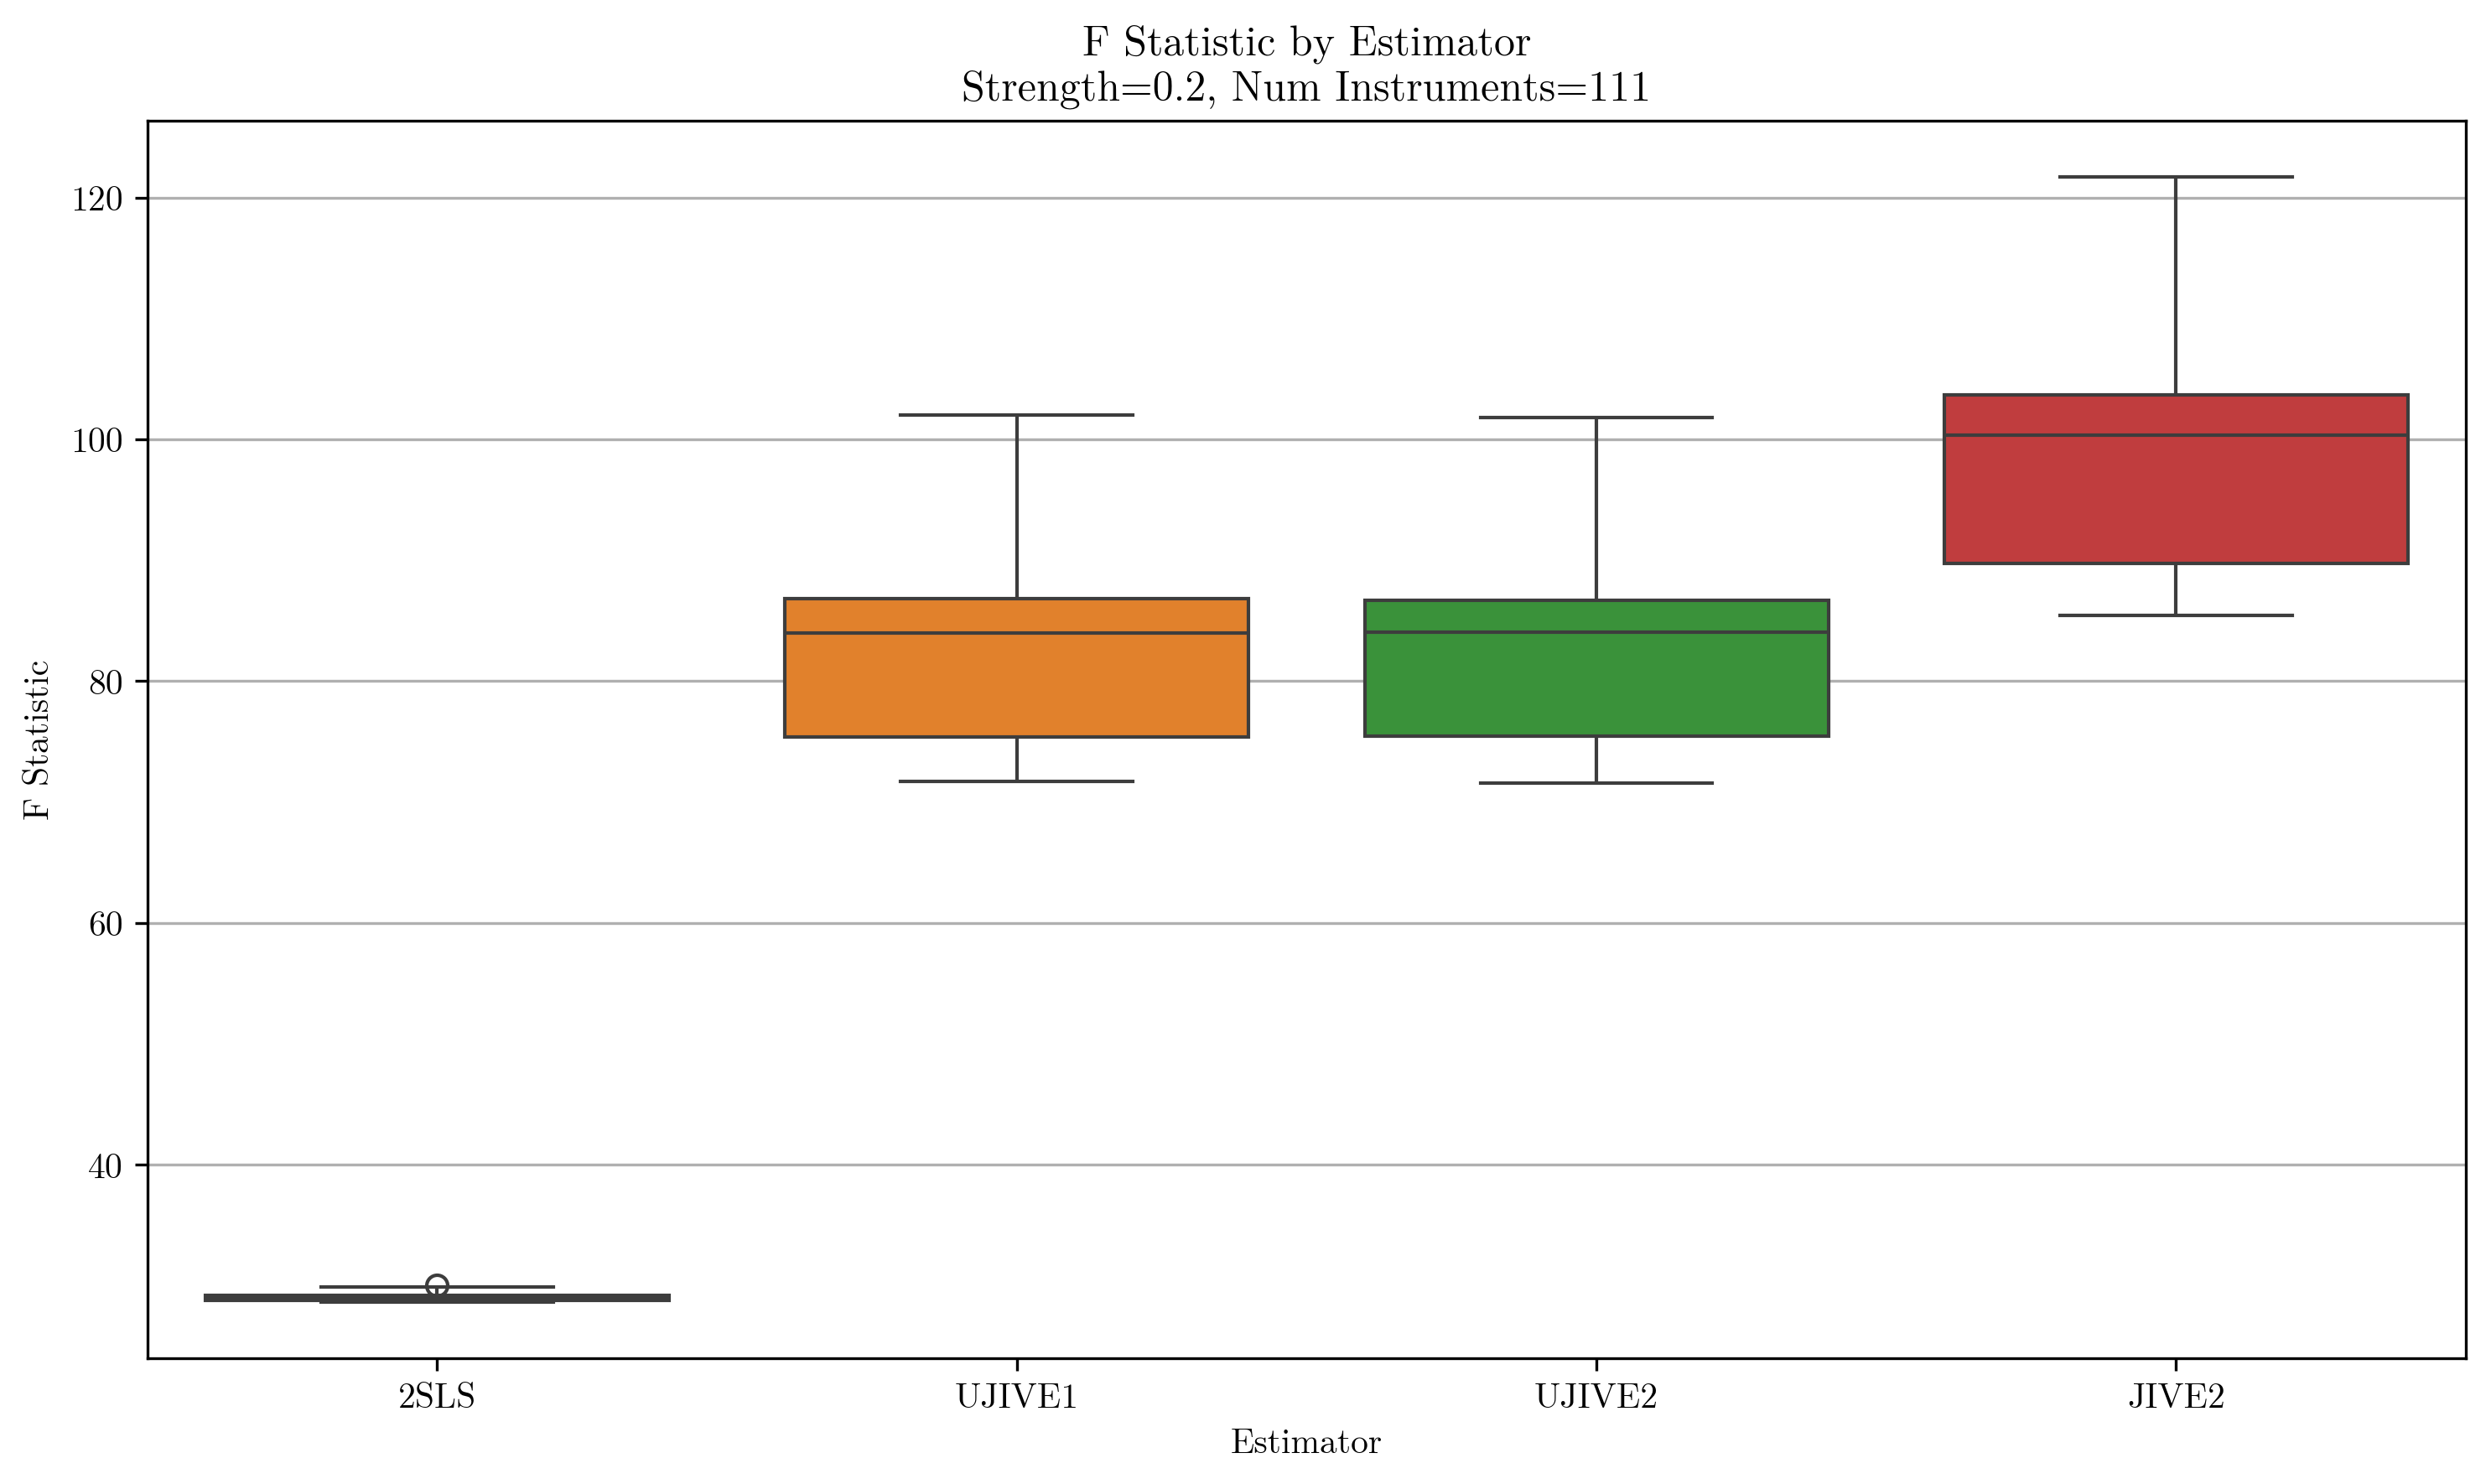 F Statistic by Estimator
Strength=0.2, Num Instruments=111
120
100
80
60
40
F Statistic
2SLS UJIVE1 UJIVE2 JIVE2
Estimator